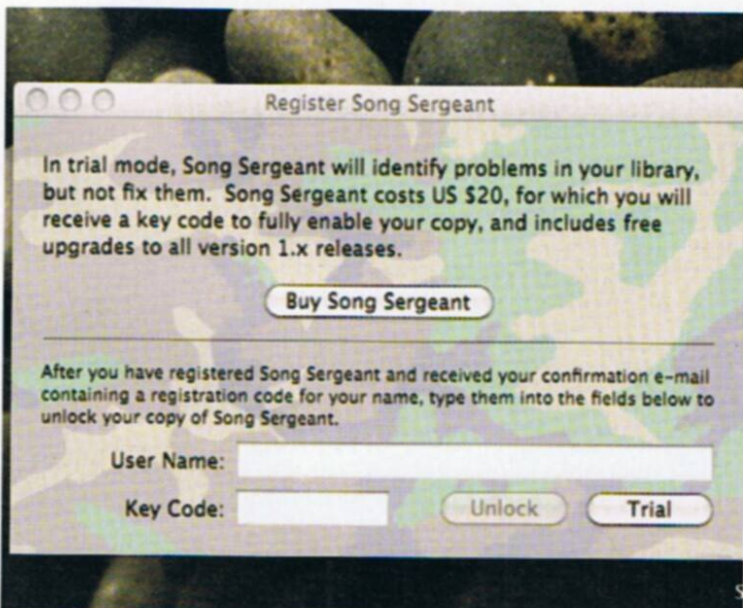 Register Song Sergeant
In trial mode, Song Sergeant will identify problems in your library,
but not fix them. Song Sergeant costs US $20, for which you will
receive a key code to fully enable your copy, and includes free
upgrades to all version 1.x releases.
Buy Song Sergeant
After you have registered Song Sergeant and received your confirmation e-mail
containing a registration code for your name, type them into the fields below to
unlock your copy of Song Sergeant.
User Name:
Key Code:
Unlock
Trial